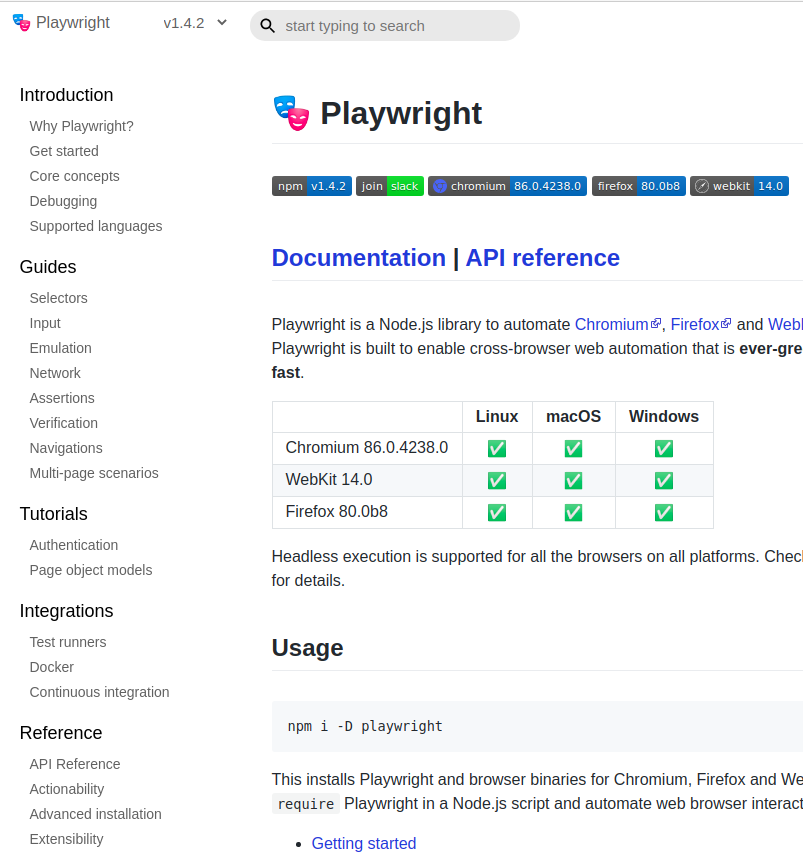 Playwright v1.4.2 start typing to search
Introduction
Why Playwright?
Get started
Core concepts
Debugging
Supported languages
Guides
Selectors
Input
Emulation
Network
Assertions
Verification
Navigations
Multi-page scenarios
Tutorials
Authentication
Page object models
Integrations
Test runners
Docker
Continuous integration
Reference
API Reference
Actionability
Advanced installation
Extensibility
Playwright
npm v1.4.2 join slack chromium 86.0.4238.0 firefox 80.0b8 webkit 14.0
Documentation | API reference
Playwright is a Node.js library to automate Chromium, Firefox and
Playwright is built to enable cross-browser web automation that is ever-gre
fast.
Linux macOS Windows
Chromium 86.0.4238.0 ✅ ✅ ✅
WebKit 14.0 ✅ ✅ ✅
Firefox 80.0b8 ✅ ✅ ✅
Headless execution is supported for all the browsers on all platforms. Chec
for details.
Usage
npm i -D playwright
This installs Playwright and browser binaries for Chromium, Firefox and We
require Playwright in a Node.js script and automate web browser interact
• Getting started